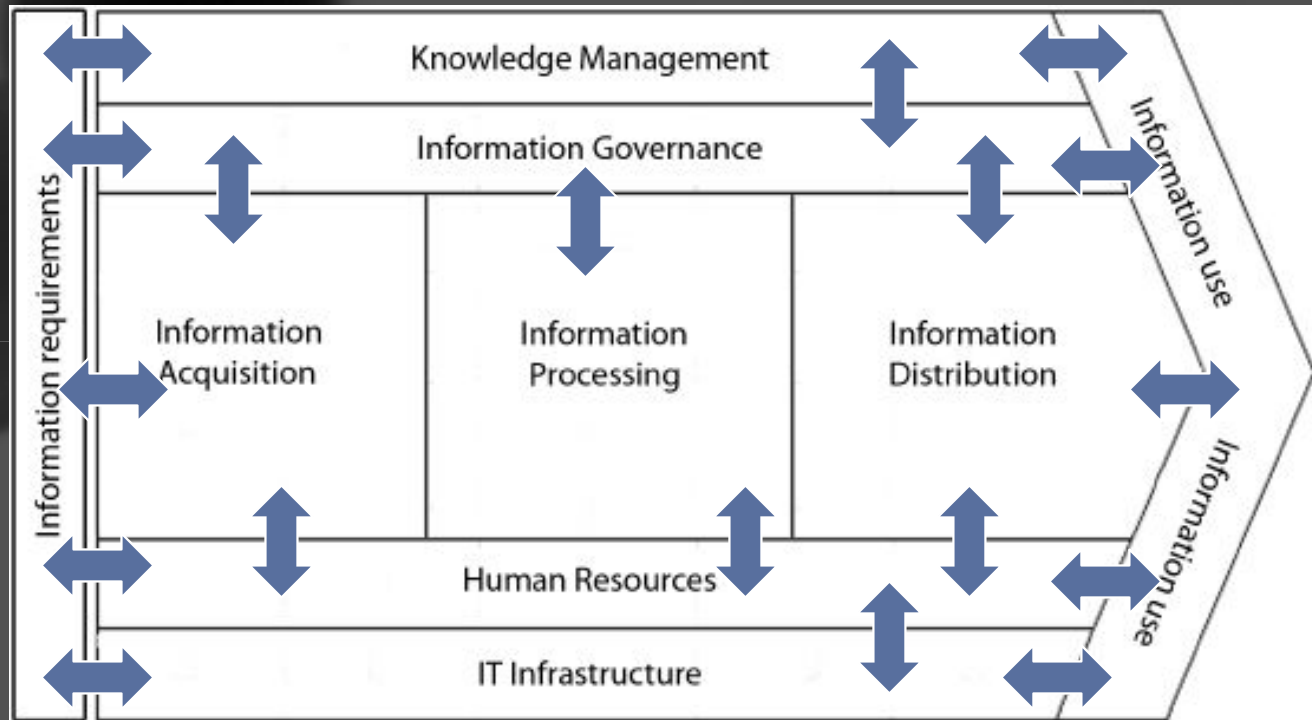 Knowledge Management
Information Governance
Information requirements
Information
Acquisition
Information
Processing
Information
Distribution
Information use
Information use
Human Resources
IT Infrastructure